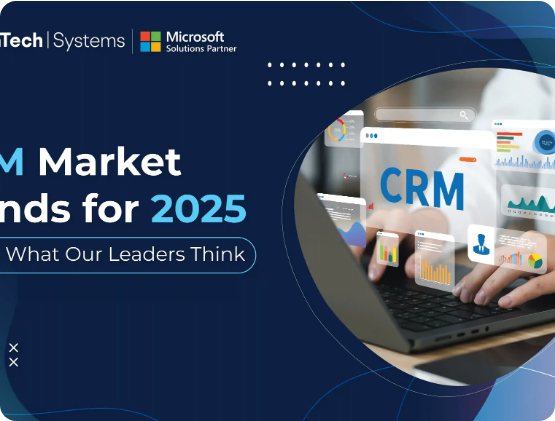 Tech | Systems
Microsoft
Solutions Partner
M Market
nds for 2025
What Our Leaders Think
CRM